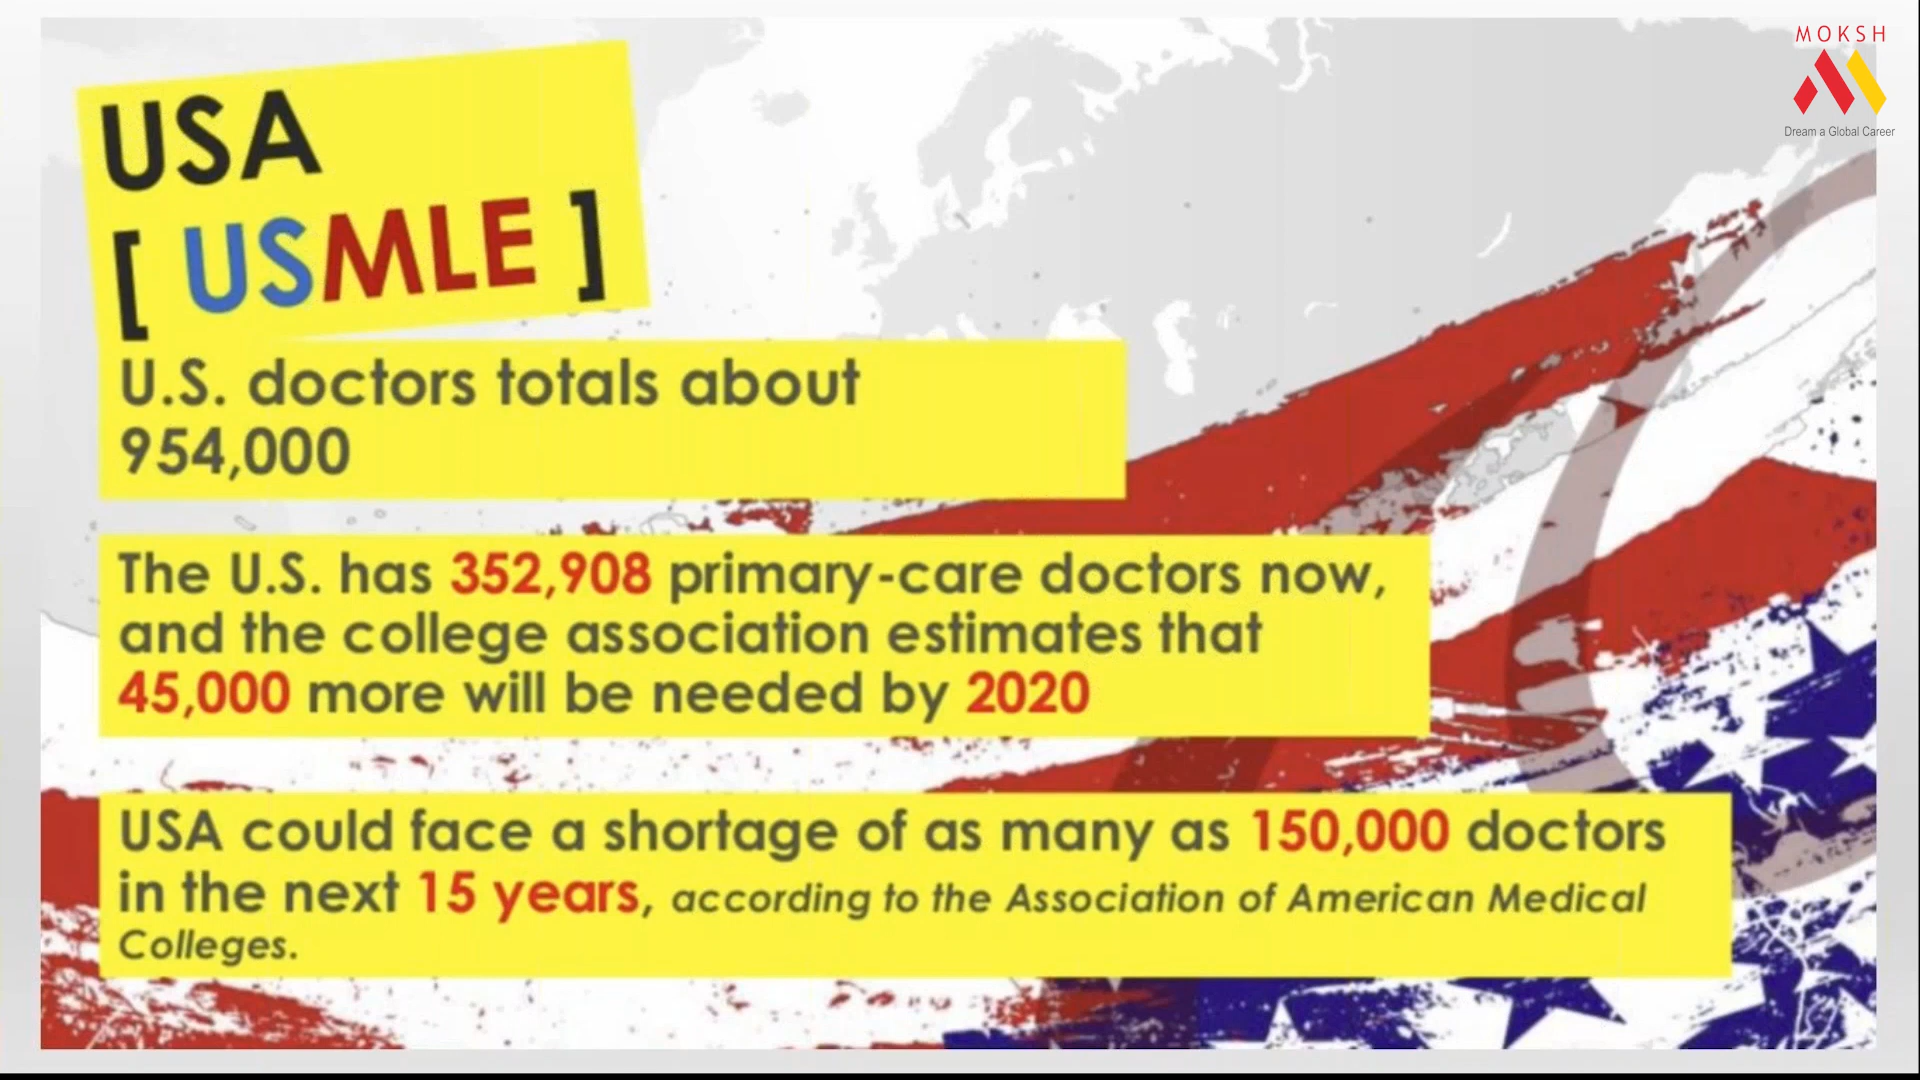 MOKSH
Dream a Global Career
USA
[ USMLE ]
U.S. doctors totals about
954,000
The U.S. has 352,908 primary-care doctors now,
and the college association estimates that
45,000 more will be needed by 2020
USA could face a shortage of as many as 150,000 doctors
in the next 15 years, according to the Association of American Medical
Colleges.